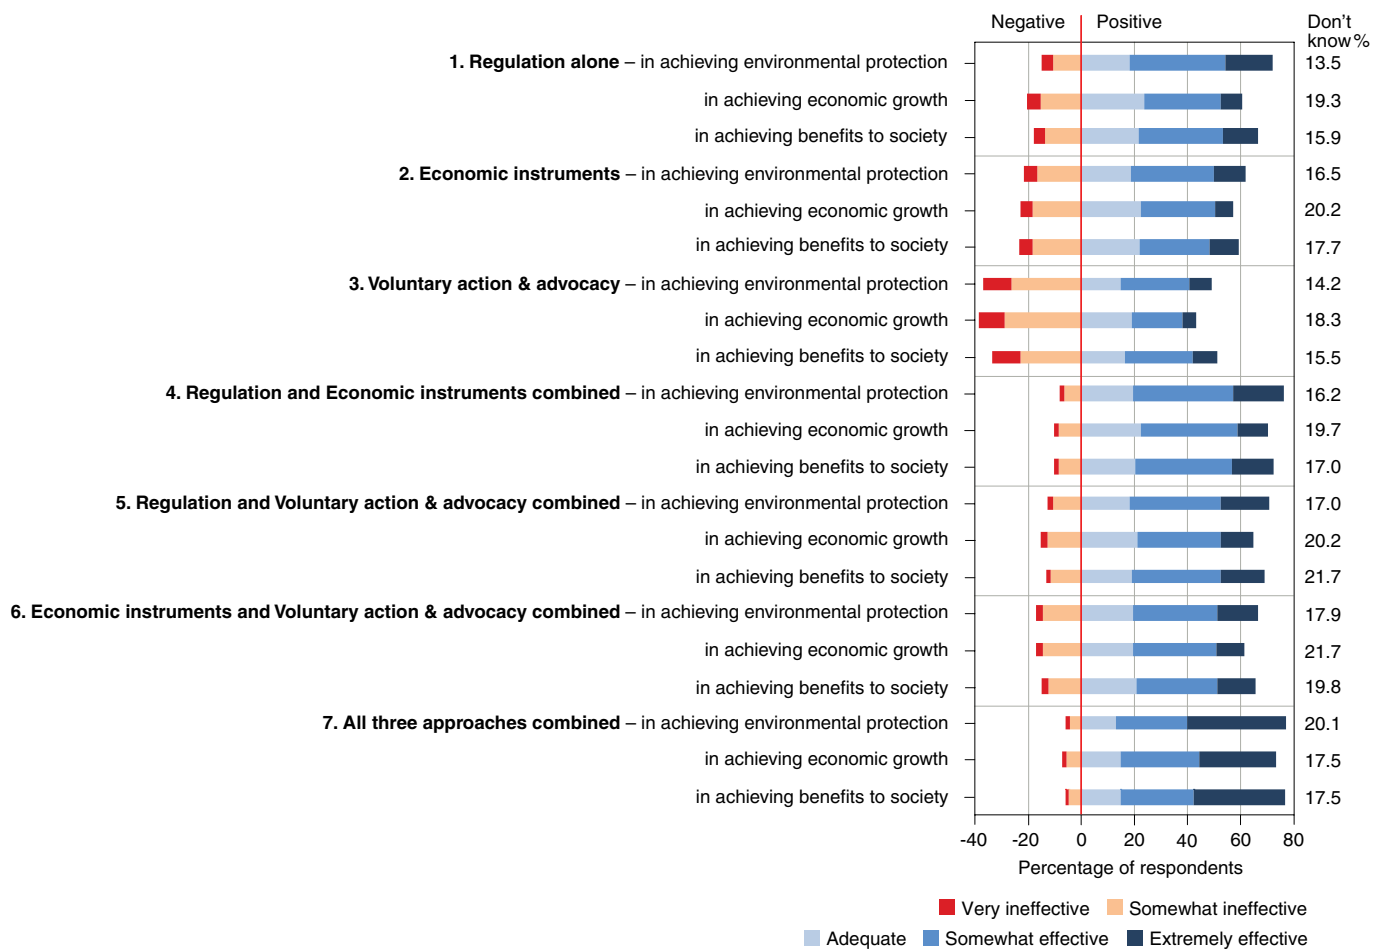 Negative Positive Don't
know%
1. Regulation alone – in achieving environmental protection 13.5
in achieving economic growth 19.3
in achieving benefits to society 15.9
2. Economic instruments – in achieving environmental protection 16.5
in achieving economic growth 20.2
in achieving benefits to society 17.7
3. Voluntary action & advocacy – in achieving environmental protection 14.2
in achieving economic growth 18.3
in achieving benefits to society 15.5
4. Regulation and Economic instruments combined – in achieving environmental protection 16.2
in achieving economic growth 19.7
in achieving benefits to society 17.0
5. Regulation and Voluntary action & advocacy combined – in achieving environmental protection 17.0
in achieving economic growth 20.2
in achieving benefits to society 21.7
6. Economic instruments and Voluntary action & advocacy combined – in achieving environmental protection 17.9
in achieving economic growth 21.7
in achieving benefits to society 19.8
7. All three approaches combined – in achieving environmental protection 20.1
in achieving economic growth 17.5
in achieving benefits to society 17.5
-40 -20 0 20 40 60 80
Percentage of respondents
Very ineffective Somewhat ineffective
Adequate Somewhat effective Extremely effective